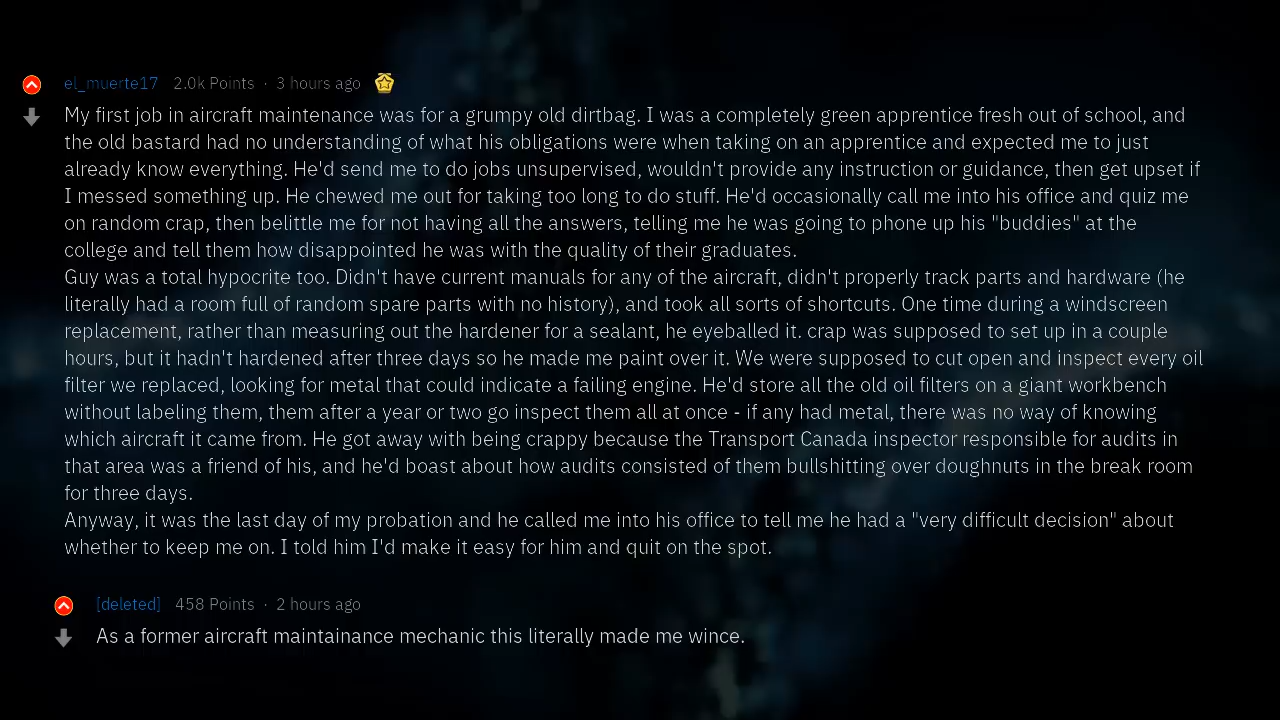 el_muerte17 2.0k Points · 3 hours ago
My first job in aircraft maintenance was for a grumpy old dirtbag. I was a completely green apprentice fresh out of school, and
the old bastard had no understanding of what his obligations were when taking on an apprentice and expected me to just
already know everything. He'd send me to do jobs unsupervised, wouldn't provide any instruction or guidance, then get upset if
I messed something up. He chewed me out for taking too long to do stuff. He'd occasionally call me into his office and quiz me
on random crap, then belittle me for not having all the answers, telling me he was going to phone up his "buddies" at the
college and tell them how disappointed he was with the quality of their graduates.
Guy was a total hypocrite too. Didn't have current manuals for any of the aircraft, didn't properly track parts and hardware (he
literally had a room full of random spare parts with no history), and took all sorts of shortcuts. One time during a windscreen
replacement, rather than measuring out the hardener for a sealant, he eyeballed it. crap was supposed to set up in a couple
hours, but it hadn't hardened after three days so he made me paint over it. We were supposed to cut open and inspect every oil
filter we replaced, looking for metal that could indicate a failing engine. He'd store all the old oil filters on a giant workbench
without labeling them, them after a year or two go inspect them all at once - if any had metal, there was no way of knowing
which aircraft it came from. He got away with being crappy because the Transport Canada inspector responsible for audits in
that area was a friend of his, and he'd boast about how audits consisted of them bullshitting over doughnuts in the break room
for three days.
Anyway, it was the last day of my probation and he called me into his office to tell me he had a "very difficult decision" about
whether to keep me on. I told him I'd make it easy for him and quit on the spot.
[deleted] 458 Points · 2 hours ago
As a former aircraft maintainance mechanic this literally made me wince.